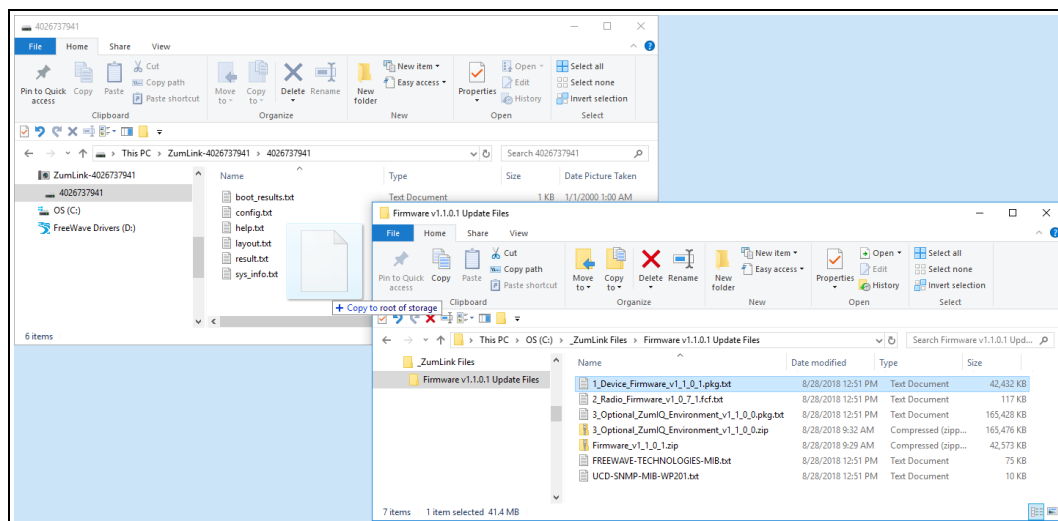 4026737941
File Home Share View
Pin to Quick access
Copy
Paste
Cut
Copy path
Paste shortcut
Clipboard
Move to
Copy to
Delete
Rename
Organize
New folder
New item
Easy access
New
Properties
Open
Edit
History
Open
Select all
Select none
Invert selection
Select
This PC > ZumLink-4026737941 > 4026737941
Search 4026737941
ZumLink-4026737941
4026737941
OS (C:)
FreeWave Drivers (D:)
Name Type Size Date Picture Taken
boot_results.txt Text Document 1 KB 1/1/2000 1:00 AM
config.txt
help.txt
layout.txt
result.txt
sys_info.txt
+ Copy to root of storage
6 items
Firmware v1.1.0.1 Update Files
File Home Share View
Pin to Quick access
Copy
Paste
Cut
Copy path
Paste shortcut
Clipboard
Move to
Copy to
Delete
Rename
Organize
New folder
New item
Easy access
New
Properties
Open
Edit
History
Open
Select all
Select none
Invert selection
Select
This PC > OS (C:) > _ZumLink Files > Firmware v1.1.0.1 Update Files
Search Firmware v1.1.0.1 Upd...
_ZumLink Files
Firmware v1.1.0.1 Update Files
Name Date modified Type Size
1_Device_Firmware_v1_1_0_1.pkg.txt 8/28/2018 12:51 PM Text Document 42,432 KB
2_Radio_Firmware_v1_0_7_1.fcf.txt 8/28/2018 12:51 PM Text Document 117 KB
3_Optional_ZumIQ_Environment_v1_1_0_0.pkg.txt 8/28/2018 12:51 PM Text Document 165,428 KB
3_Optional_ZumIQ_Environment_v1_1_0_0.zip 8/28/2018 9:32 AM Compressed (zipp... 165,476 KB
Firmware_v1_1_0_1.zip 8/28/2018 9:29 AM Compressed (zipp... 42,573 KB
FREEWAVE-TECHNOLOGIES-MIB.txt 8/28/2018 12:51 PM Text Document 75 KB
UCD-SNMP-MIB-WP201.txt 8/28/2018 12:51 PM Text Document 10 KB
7 items 1 item selected 41.4 MB